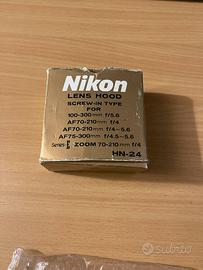 Nikon
LENS HOOD
SCREW-IN TYPE
FOR
100-300mm f/5.6
AF70-210mm f/4
AF70-210mm f/4~5.6
AF75-300mm f/4.5~5.6
Series E ZOOM 70-210mm f/4
HN-24
subito